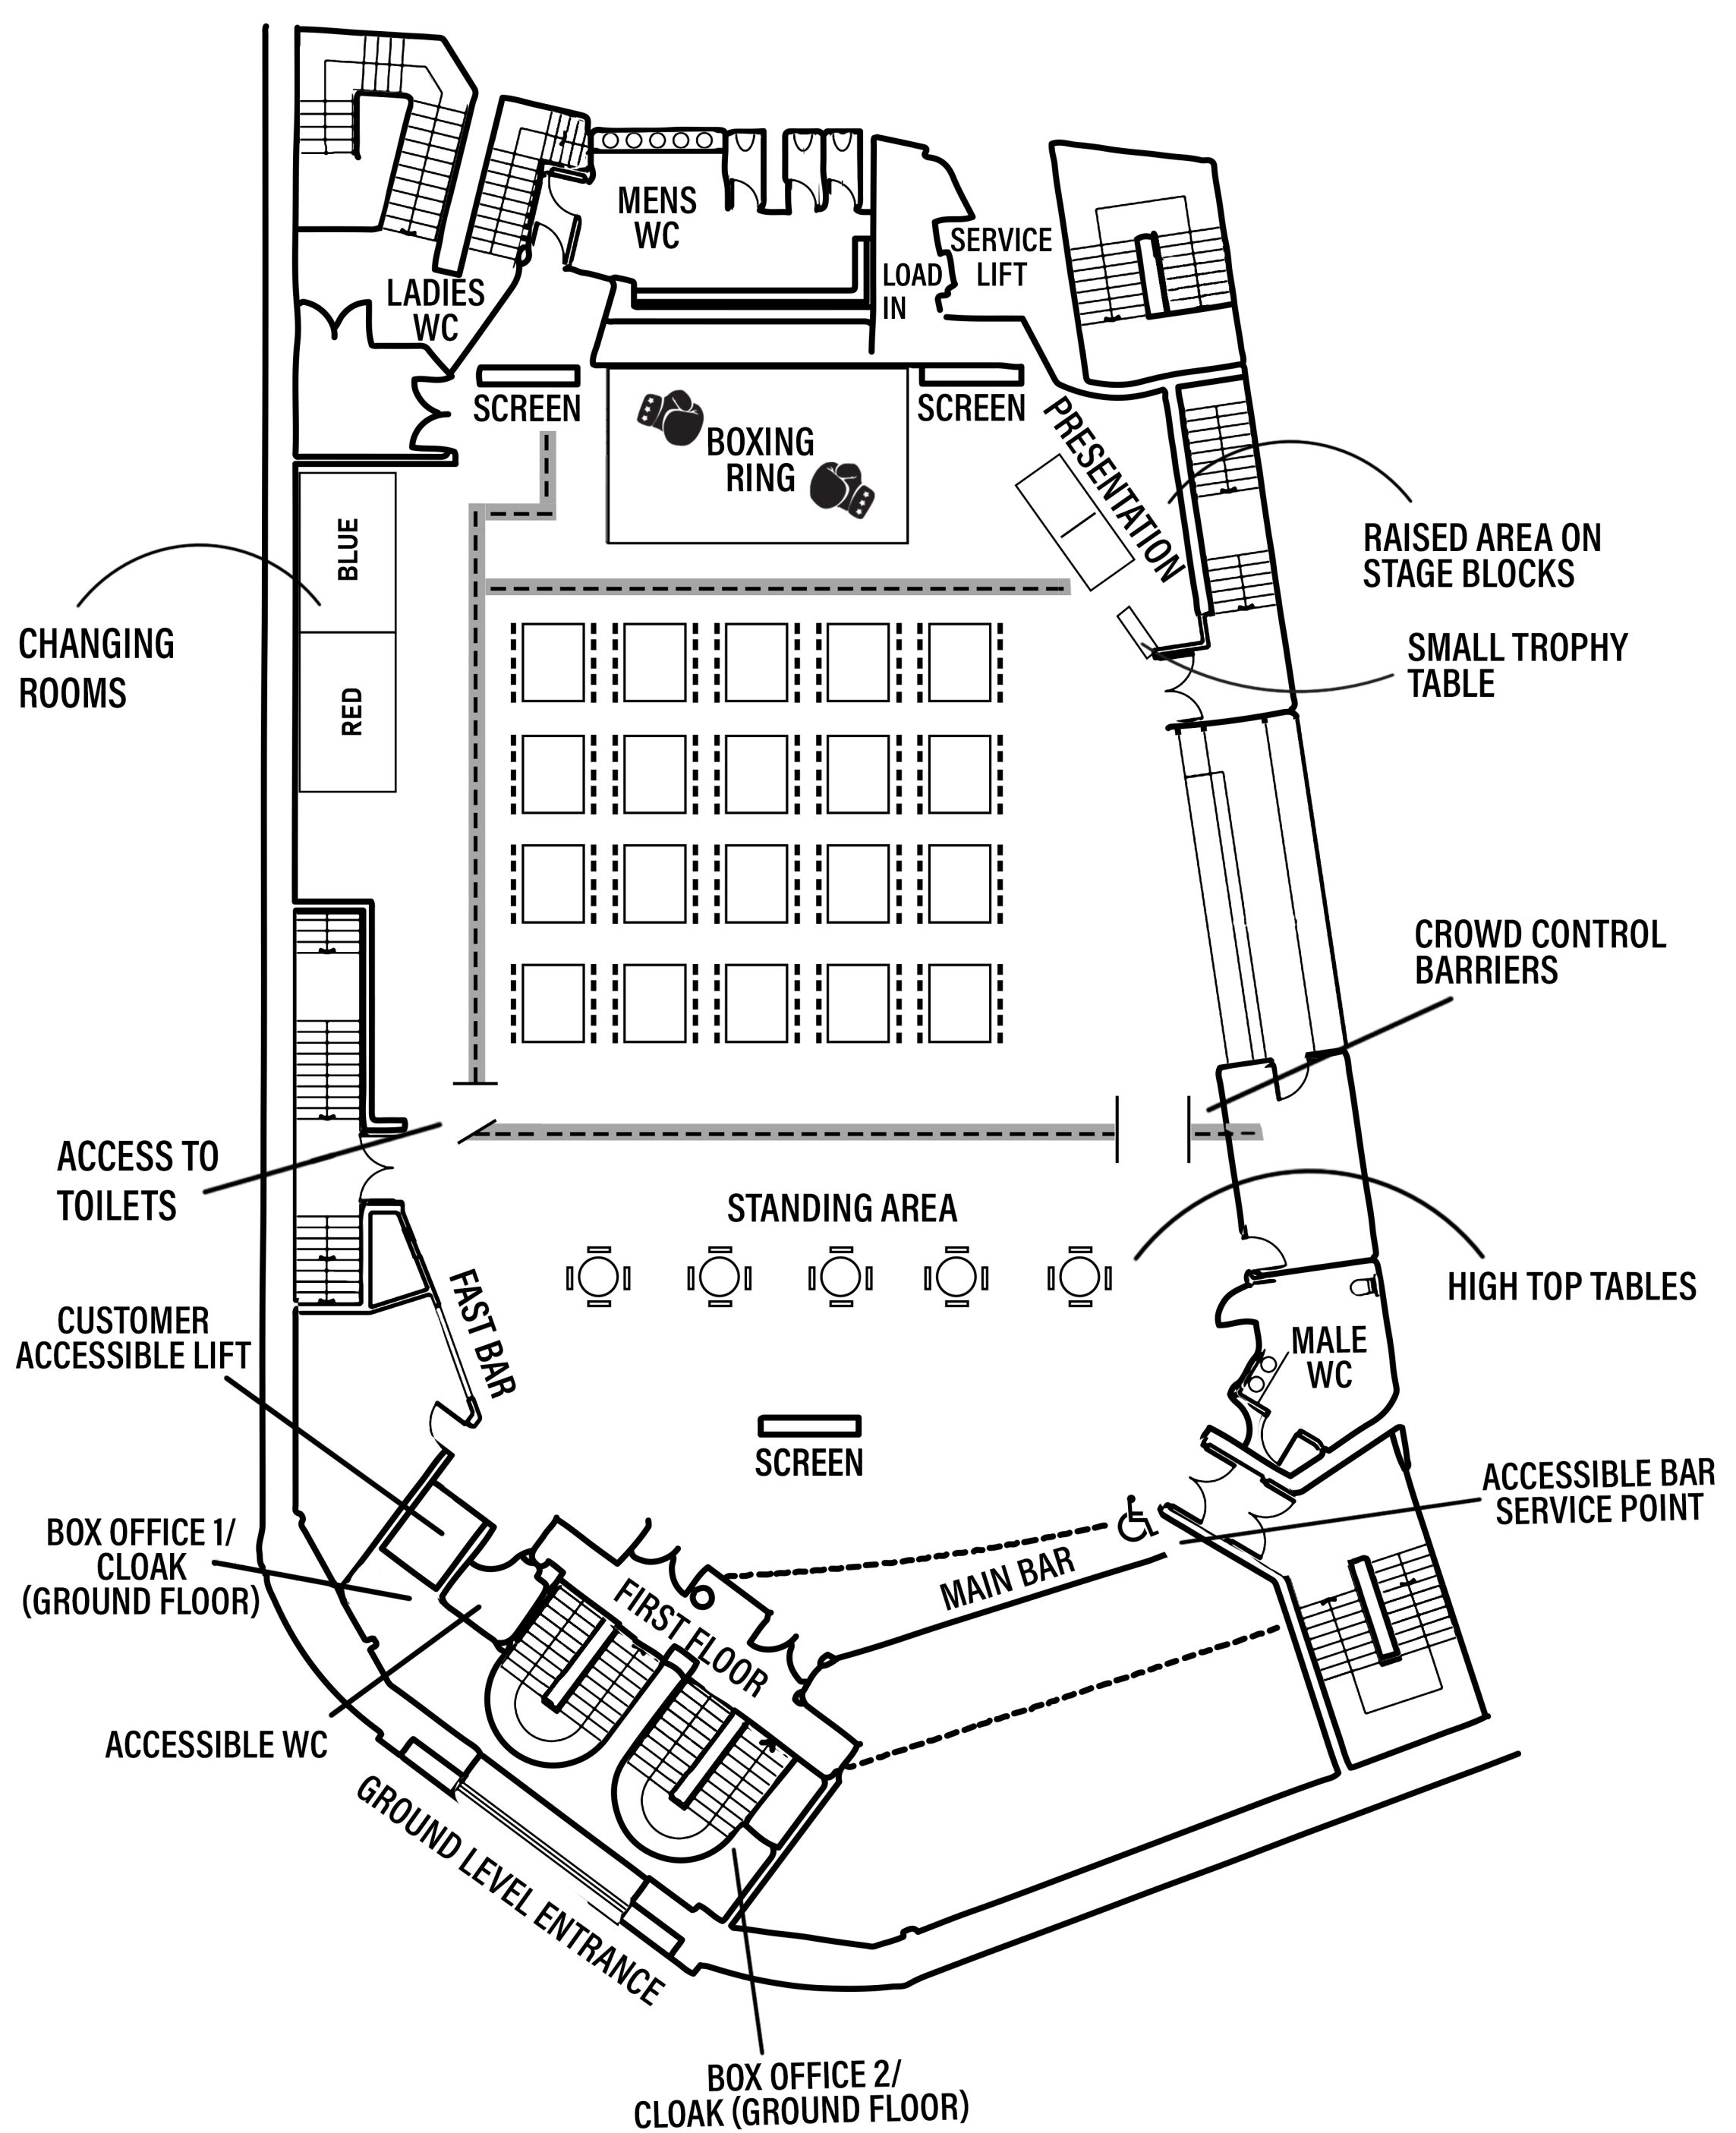 MENS
WC
SERVICE
LIFT
LOAD
IN
LADIES
WC
SCREEN
SCREEN
BOXING
RING
PRESENTATION
BLUE
RED
CHANGING
ROOMS
RAISED AREA ON
STAGE BLOCKS
SMALL TROPHY
TABLE
CROWD CONTROL
BARRIERS
ACCESS TO
TOILETS
STANDING AREA
HIGH TOP TABLES
FAST BAR
CUSTOMER
ACCESSIBLE LIFT
MALE
WC
SCREEN
ACCESSIBLE BAR
SERVICE POINT
BOX OFFICE 1/
CLOAK
(GROUND FLOOR)
MAIN BAR
FIRST FLOOR
ACCESSIBLE WC
GROUND LEVEL ENTRANCE
BOX OFFICE 2/
CLOAK (GROUND FLOOR)